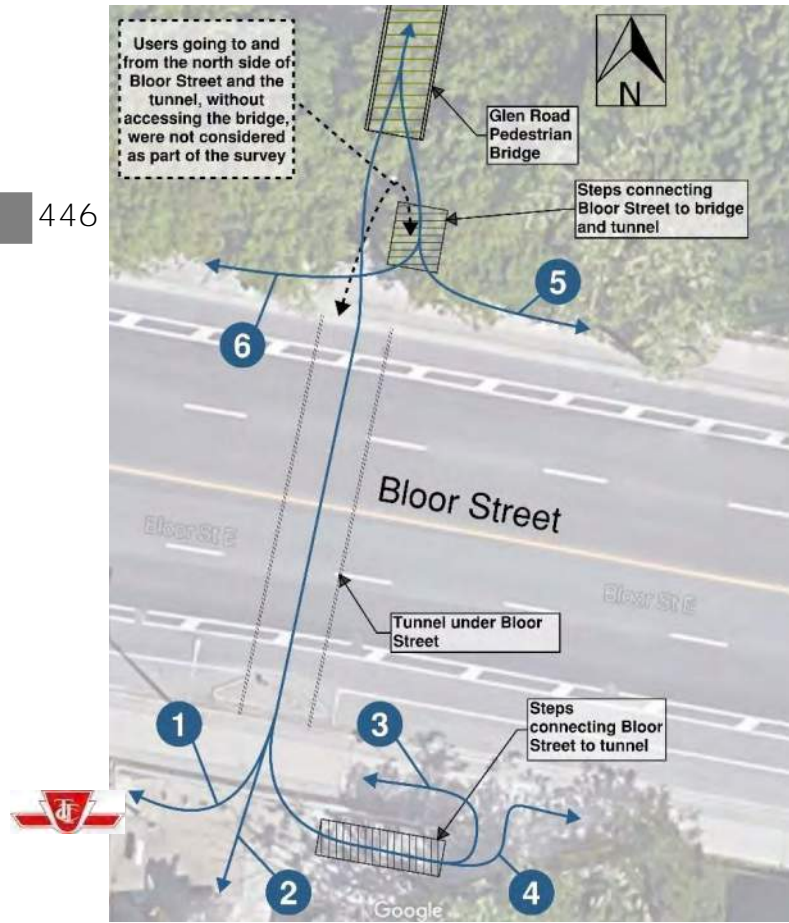 Users going to and
from the north side of
Bloor Street and the
tunnel, without
accessing the bridge,
were not considered
as part of the survey
N
Glen Road
Pedestrian
Bridge
446
Steps connecting
Bloor Street to bridge
and tunnel
5
6
Bloor Street
Bloor St E
Bloor St E
Tunnel under Bloor
Street
Steps
connecting Bloor
Street to tunnel
1
3
TTC
2
4
Google